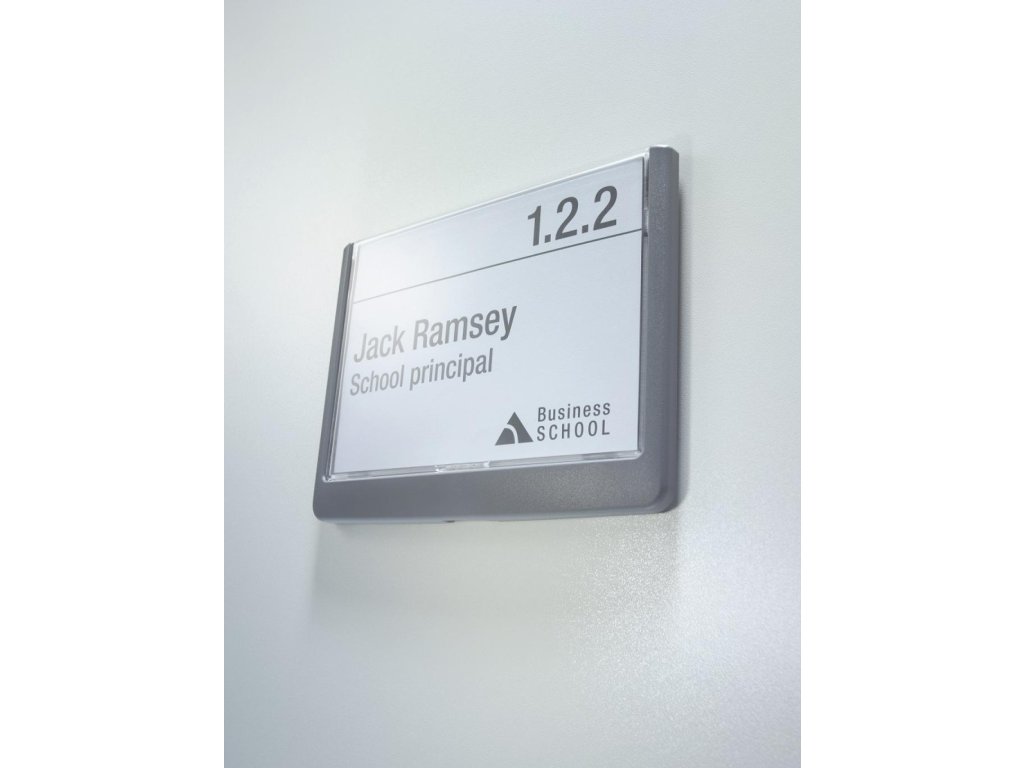 1.2.2
Jack Ramsey
School principal
Business
SCHOOL